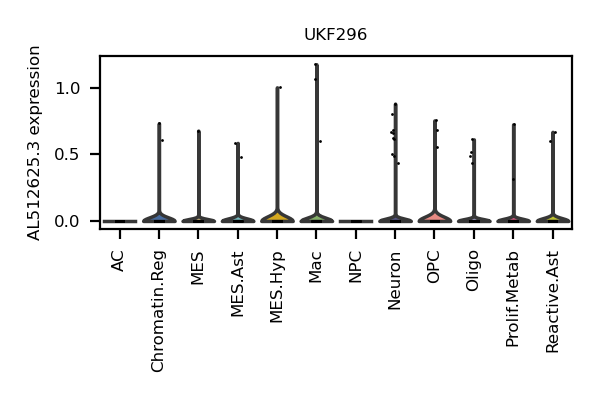 UKF296
AL512625.3 expression
1.0
0.5
0.0
AC
Chromatin.Reg
MES
MES.Ast
MES.Hyp
Mac
NPC
Neuron
OPC
Oligo
Prolif.Metab
Reactive.Ast